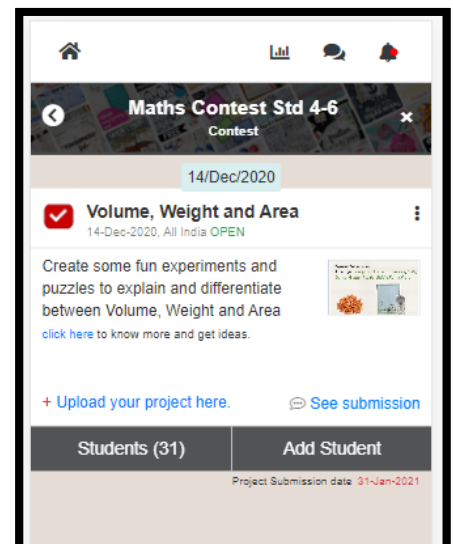 Maths Contest Std 4-6
Contest
14/Dec/2020
Volume, Weight and Area
14-Dec-2020, All India OPEN
Create some fun experiments and
puzzles to explain and differentiate
between Volume, Weight and Area
click here to know more and get ideas.
+ Upload your project here.
See submission
Students (31)
Add Student
Project Submission date 31-Jan-2021